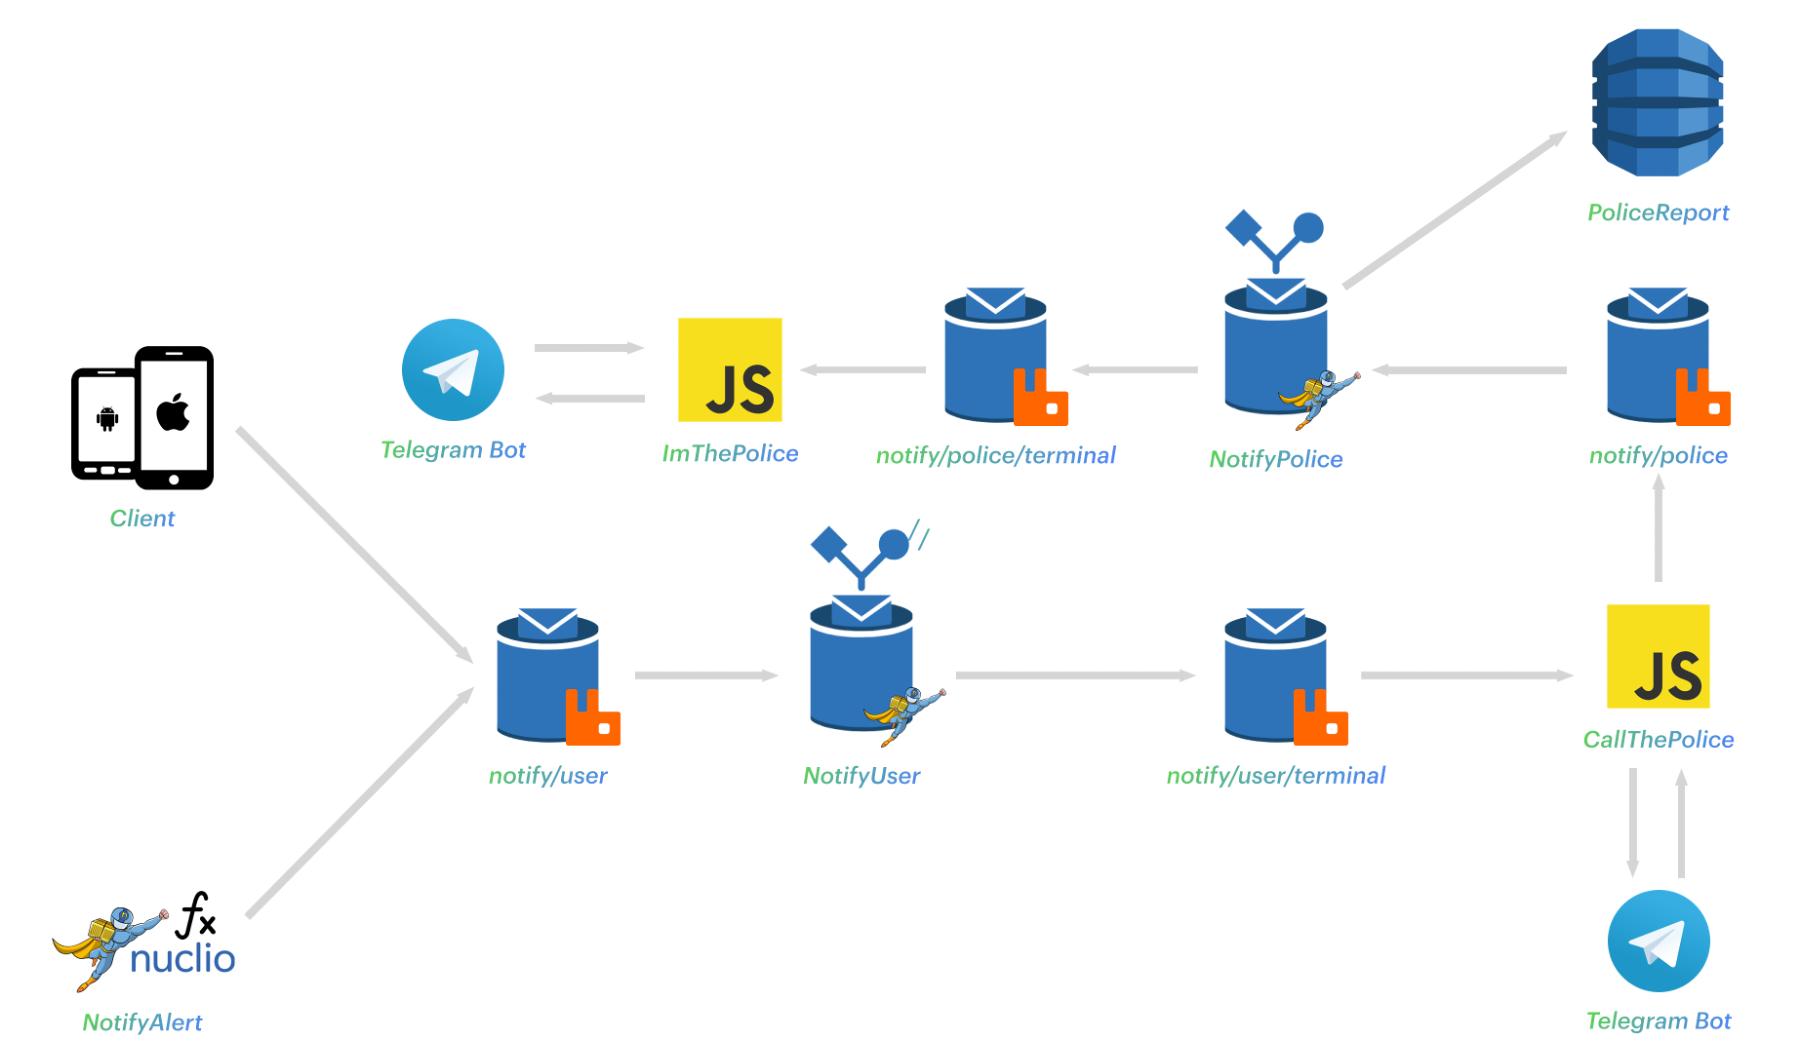 PoliceReport
JS
Telegram Bot
ImThePolice
notify/police/terminal
NotifyPolice
notify/police
Client
//
JS
notify/user
NotifyUser
notify/user/terminal
CallThePolice
fx
nuclio
NotifyAlert
Telegram Bot